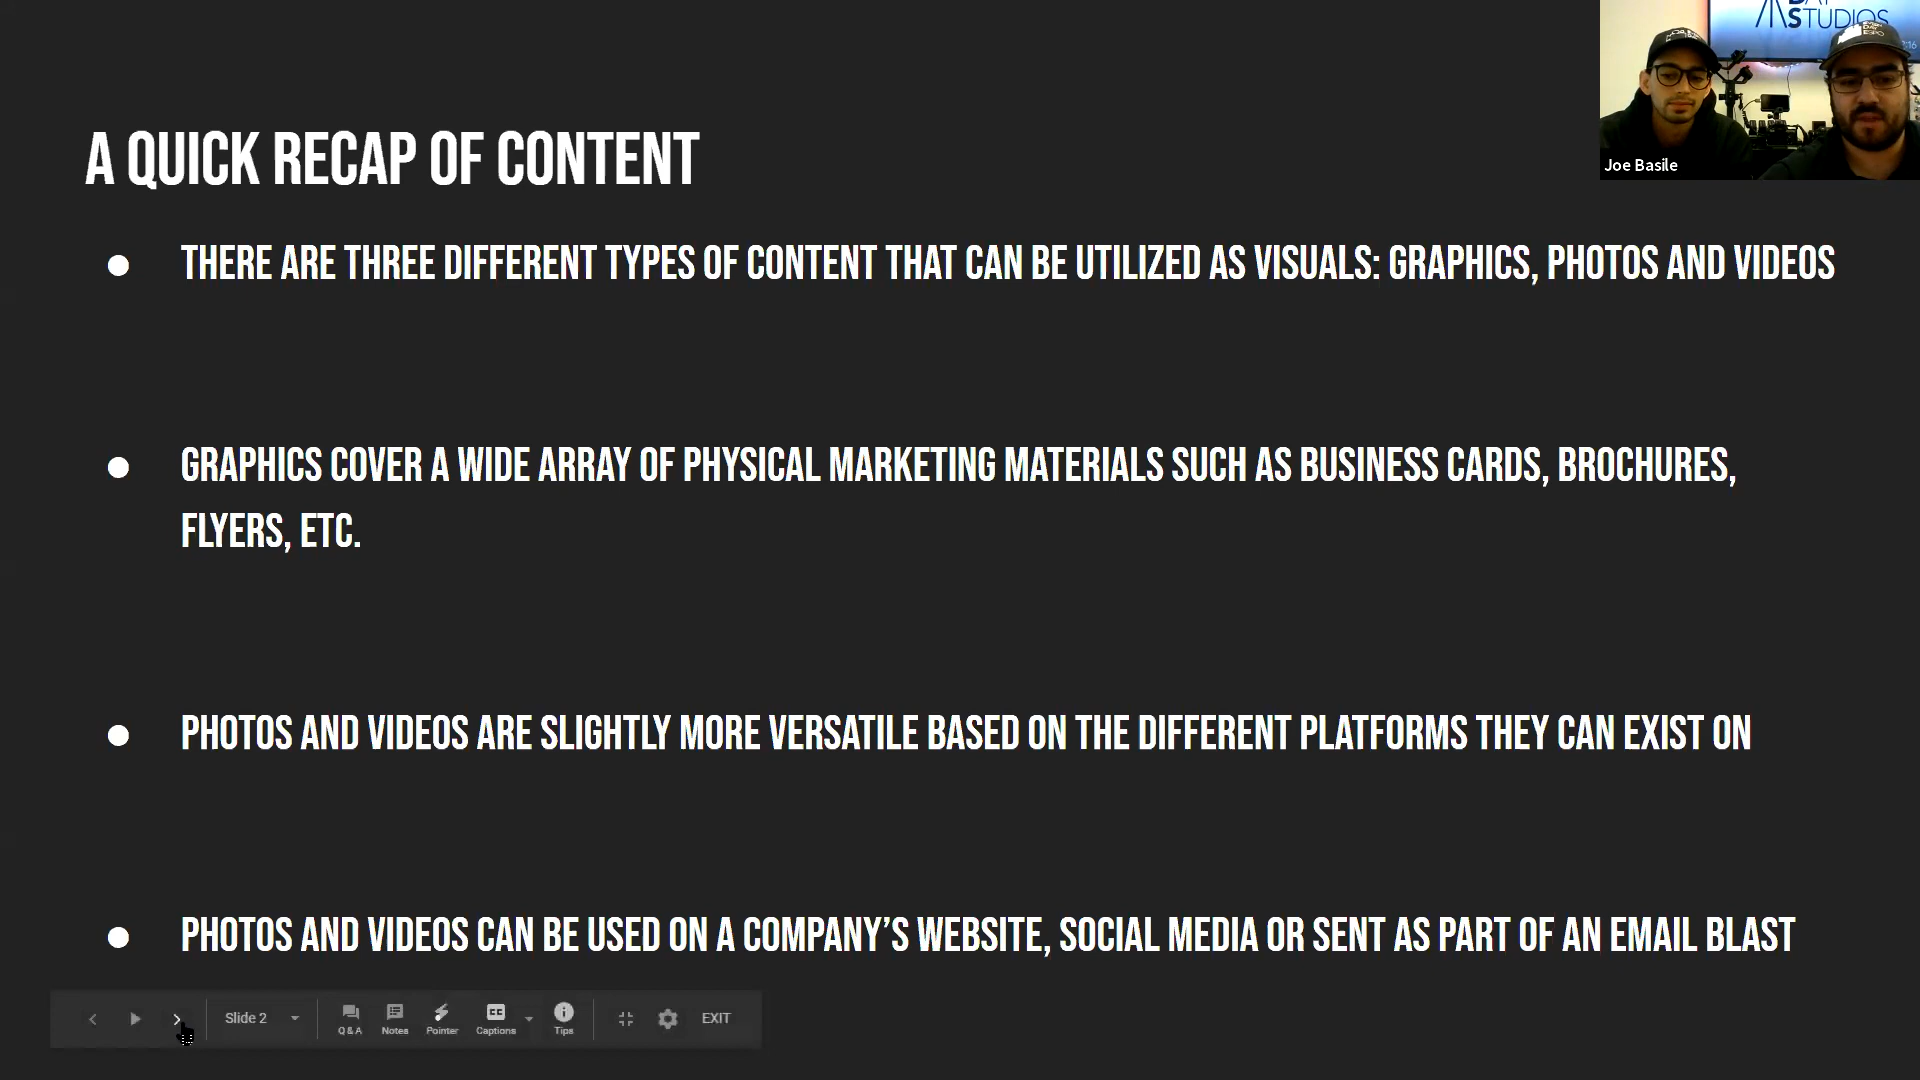 STUDIOS
Joe Basile
A QUICK RECAP OF CONTENT
● THERE ARE THREE DIFFERENT TYPES OF CONTENT THAT CAN BE UTILIZED AS VISUALS: GRAPHICS, PHOTOS AND VIDEOS
● GRAPHICS COVER A WIDE ARRAY OF PHYSICAL MARKETING MATERIALS SUCH AS BUSINESS CARDS, BROCHURES,
FLYERS, ETC.
● PHOTOS AND VIDEOS ARE SLIGHTLY MORE VERSATILE BASED ON THE DIFFERENT PLATFORMS THEY CAN EXIST ON
● PHOTOS AND VIDEOS CAN BE USED ON A COMPANY’S WEBSITE, SOCIAL MEDIA OR SENT AS PART OF AN EMAIL BLAST
Slide 2 Q & A Notes Pointer Captions Tips EXIT